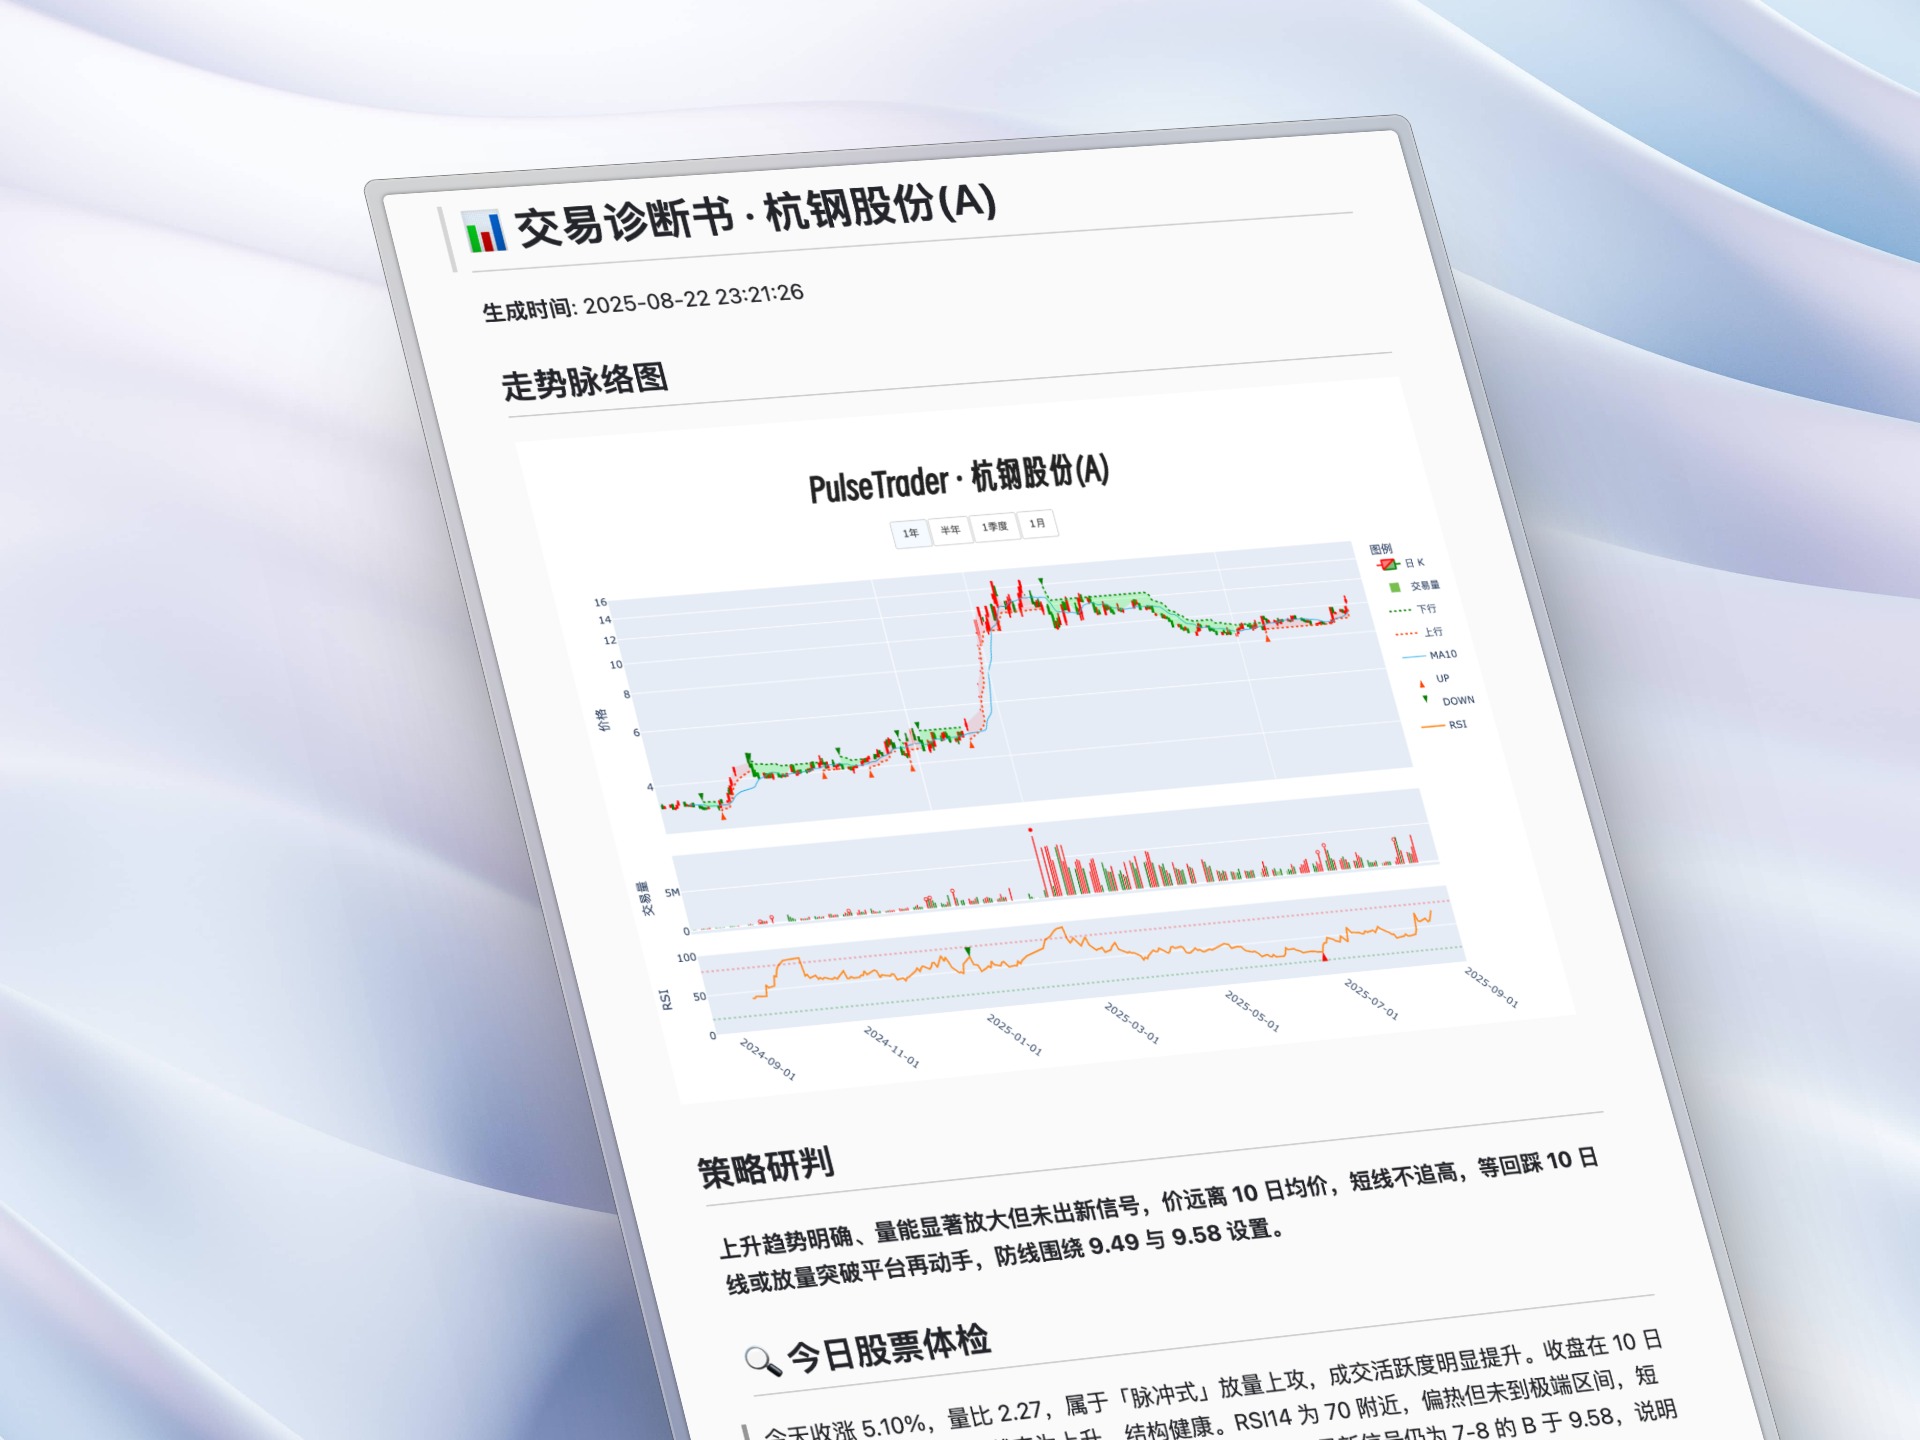 📊 交易诊断书 · 杭钢股份(A)
生成时间: 2025-08-22 23:21:26
走势脉络图
PulseTrader · 杭钢股份(A)
1年 半年 1季度 1月
图例
日 K
交易量
下行
上行
MA10
UP
DOWN
RSI
16
14
12
10
8
6
4
价格
5M
0
交易量
100
50
0
RSI
2024-09-01 2024-11-01 2025-01-01 2025-03-01 2025-05-01 2025-07-01 2025-09-01
策略研判
上升趋势明确、量能显著放大但未出新信号，价远离 10 日均价，短线不追高，等回踩 10 日
线或放量突破平台再动手，防线围绕 9.49 与 9.58 设置。
🔍 今日股票体检
今天收涨 5.10%，量比 2.27，属于「脉冲式」放量上攻，成交活跃度明显提升。收盘在 10 日
上升，结构健康。RSI14 为 70 附近，偏热但未到极端区间，短
新信号仍为 7-8 的 B 于 9.58，说明